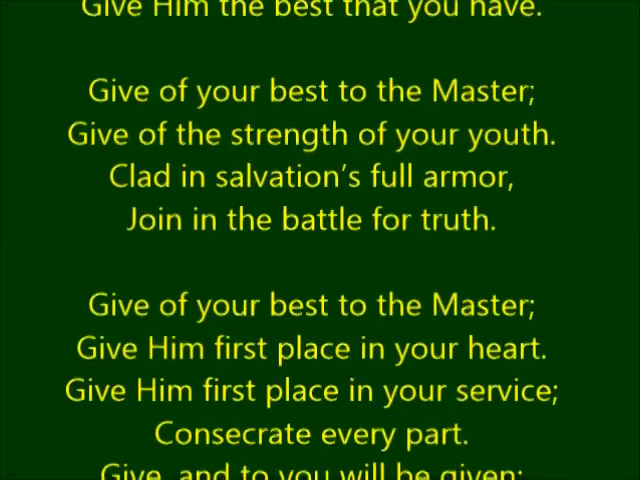 Give Him the best that you have.
Give of your best to the Master;
Give of the strength of your youth.
Clad in salvation’s full armor,
Join in the battle for truth.
Give of your best to the Master;
Give Him first place in your heart.
Give Him first place in your service;
Consecrate every part.
Give, and to you will be given;